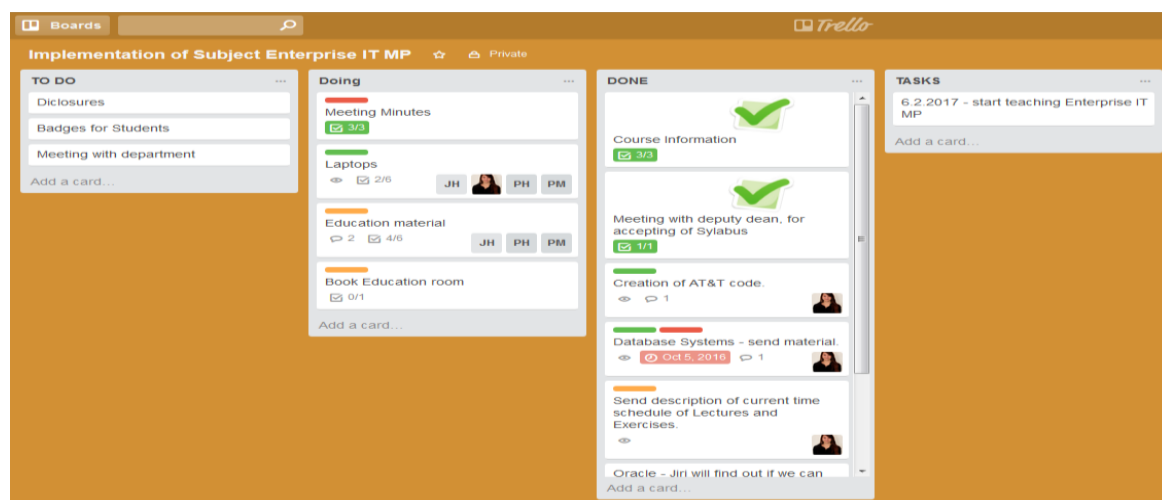 Boards
Trello
Implementation of Subject Enterprise IT MP
Private
TO DO
...
Diclosures
Badges for Students
Meeting with department
Add a card...
Doing
...
Meeting Minutes
3/3
Laptops
2/6
JH
PH
PM
Education material
2
4/6
JH
PH
PM
Book Education room
0/1
Add a card...
DONE
...
Course Information
3/3
Meeting with deputy dean, for
accepting of Sylabus
1/1
Creation of AT&T code.
1
Database Systems - send material.
Oct 5, 2016
1
Send description of current time
schedule of Lectures and
Exercises.
Oracle - Jiri will find out if we can
Add a card...
TASKS
...
6.2.2017 - start teaching Enterprise IT
MP
Add a card...